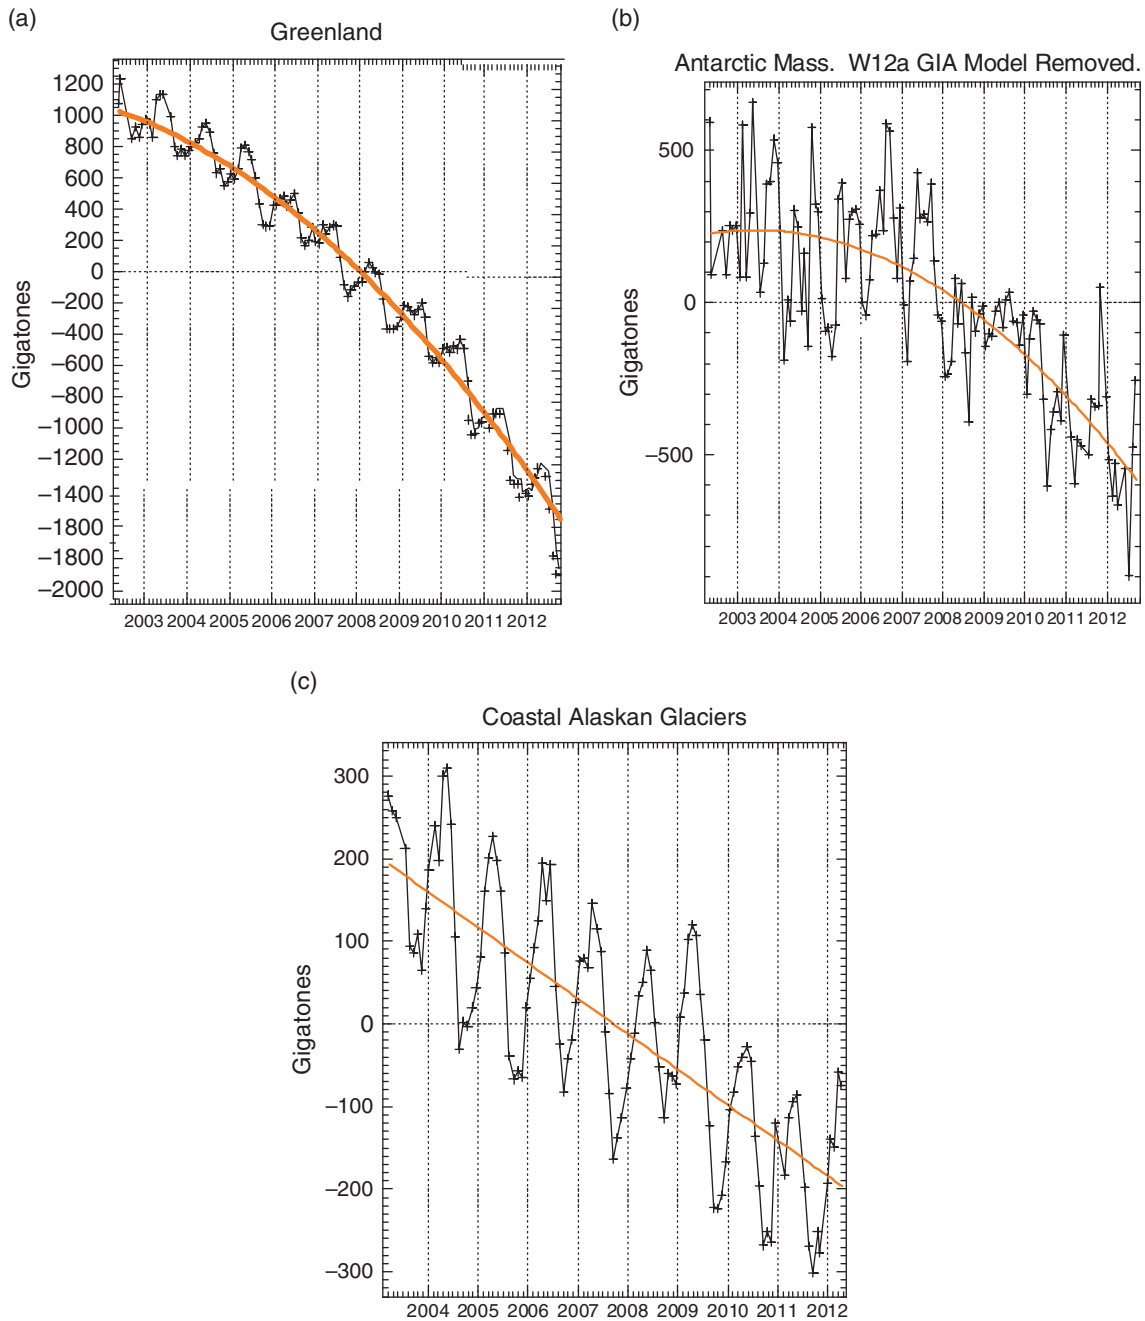 (a)
Greenland
Gigatones
1200
1000
800
600
400
200
0
−200
−400
−600
−800
−1000
−1200
−1400
−1600
−1800
−2000
2003 2004 2005 2006 2007 2008 2009 2010 2011 2012
(b)
Antarctic Mass. W12a GIA Model Removed.
Gigatones
500
0
−500
2003 2004 2005 2006 2007 2008 2009 2010 2011 2012
(c)
Coastal Alaskan Glaciers
Gigatones
300
200
100
0
−100
−200
−300
2004 2005 2006 2007 2008 2009 2010 2011 2012